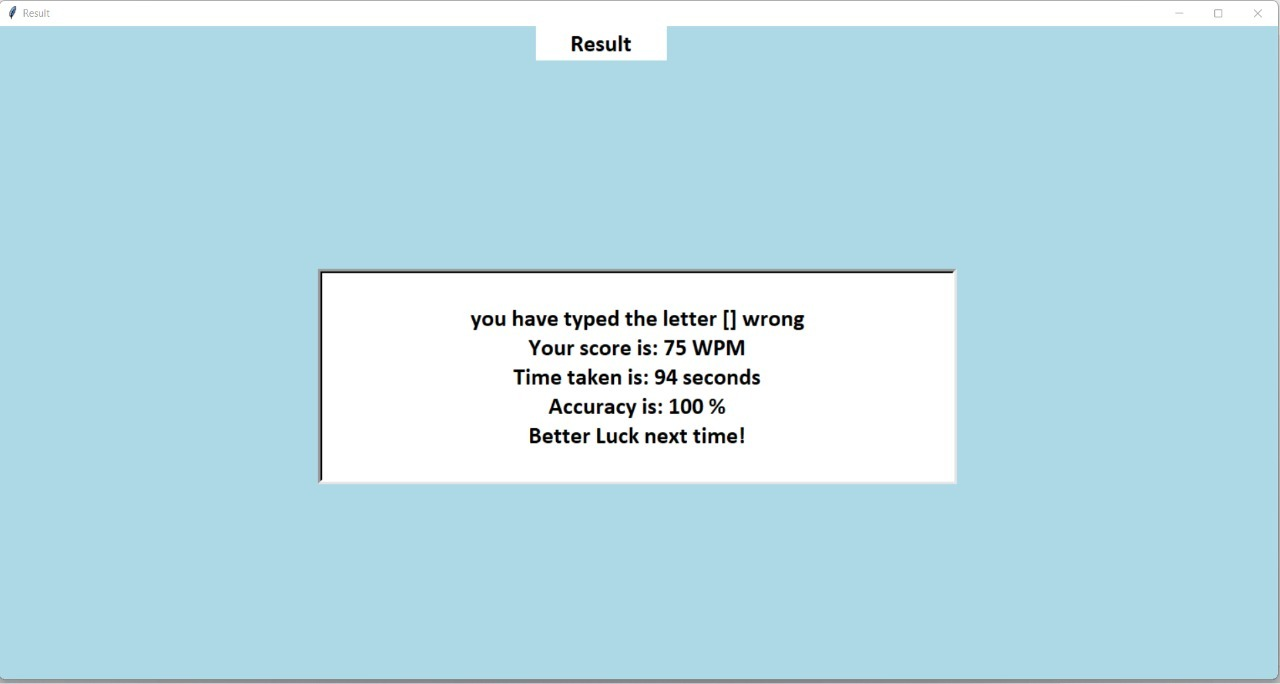 Result
Result
you have typed the letter [] wrong
Your score is: 75 WPM
Time taken is: 94 seconds
Accuracy is: 100 %
Better Luck next time!